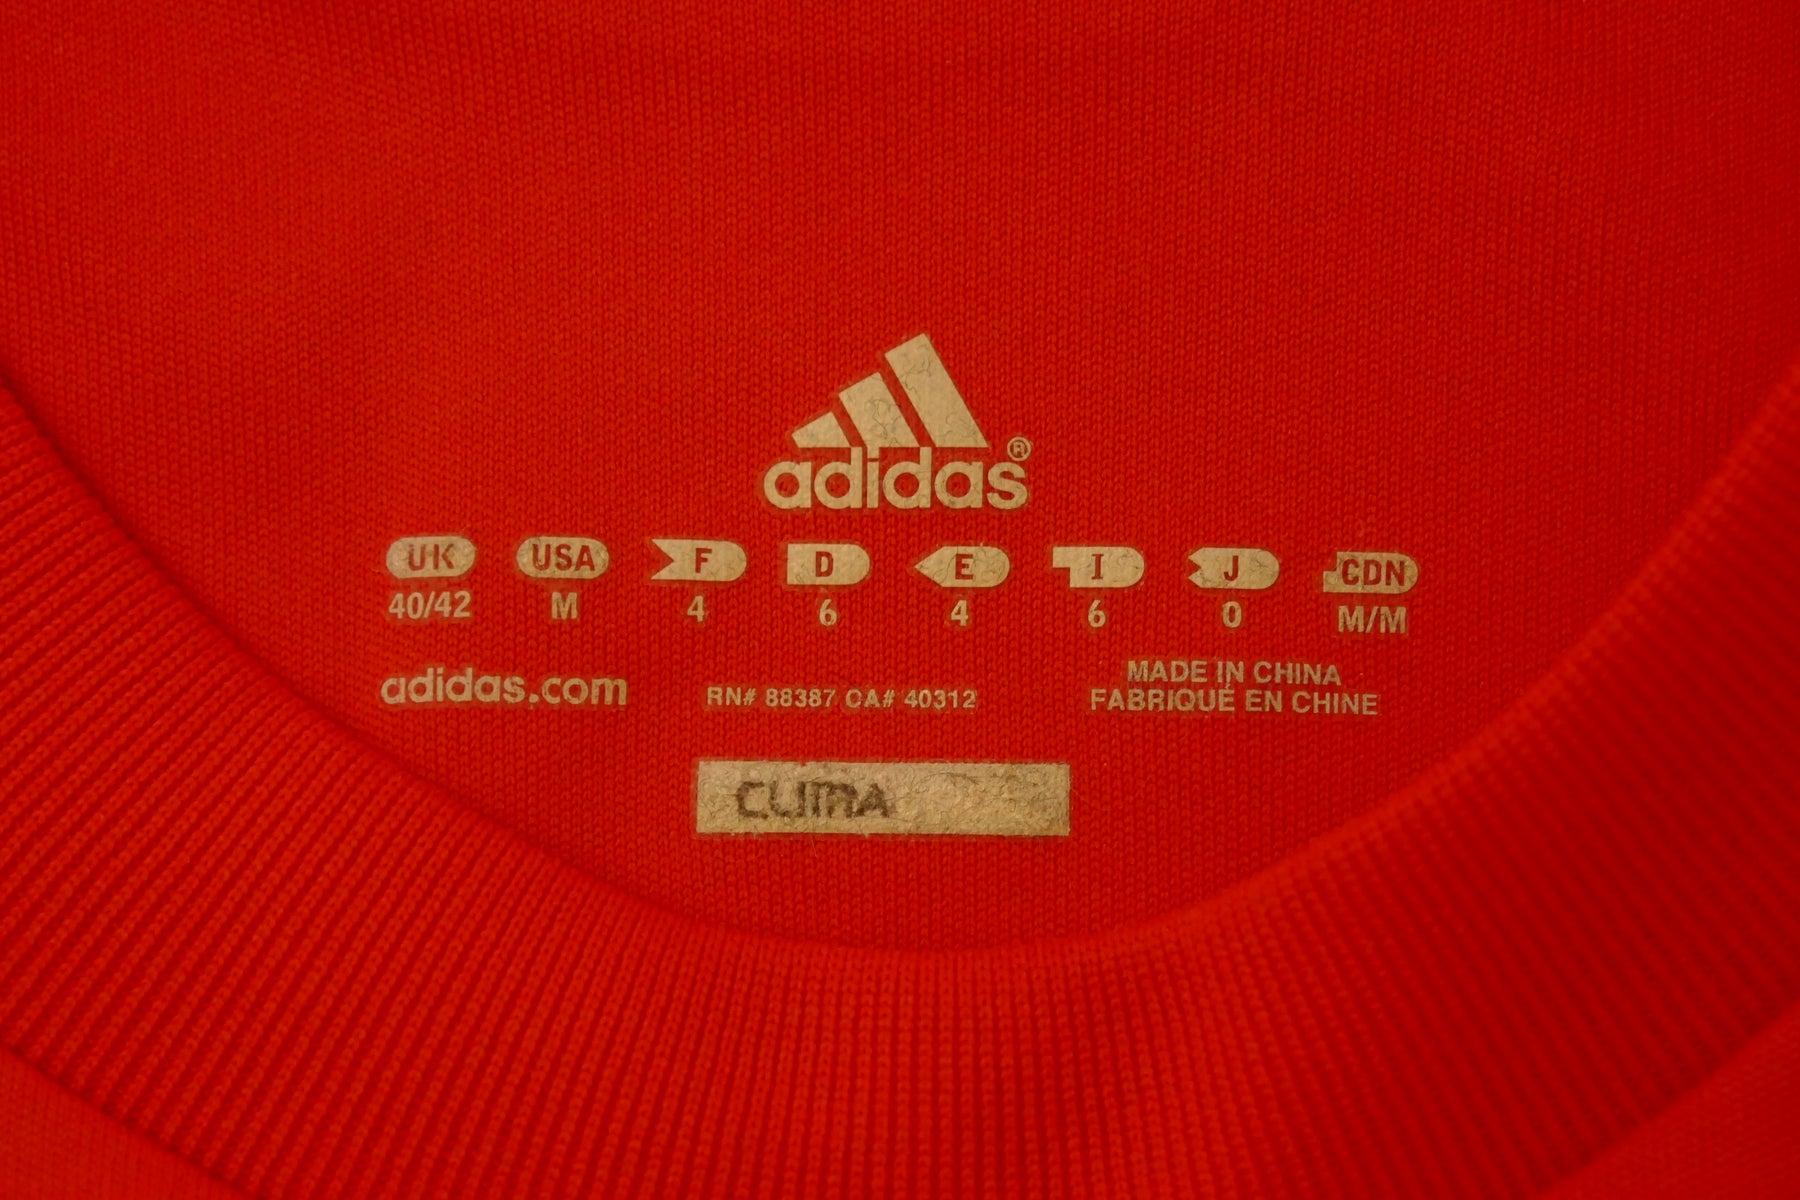 adidas®
UK USA F D E I J CDN
40/42 M 4 6 4 6 0 M/M
adidas.com RN# 88387 CA# 40312 MADE IN CHINA
FABRIQUÉ EN CHINE
CLIMA